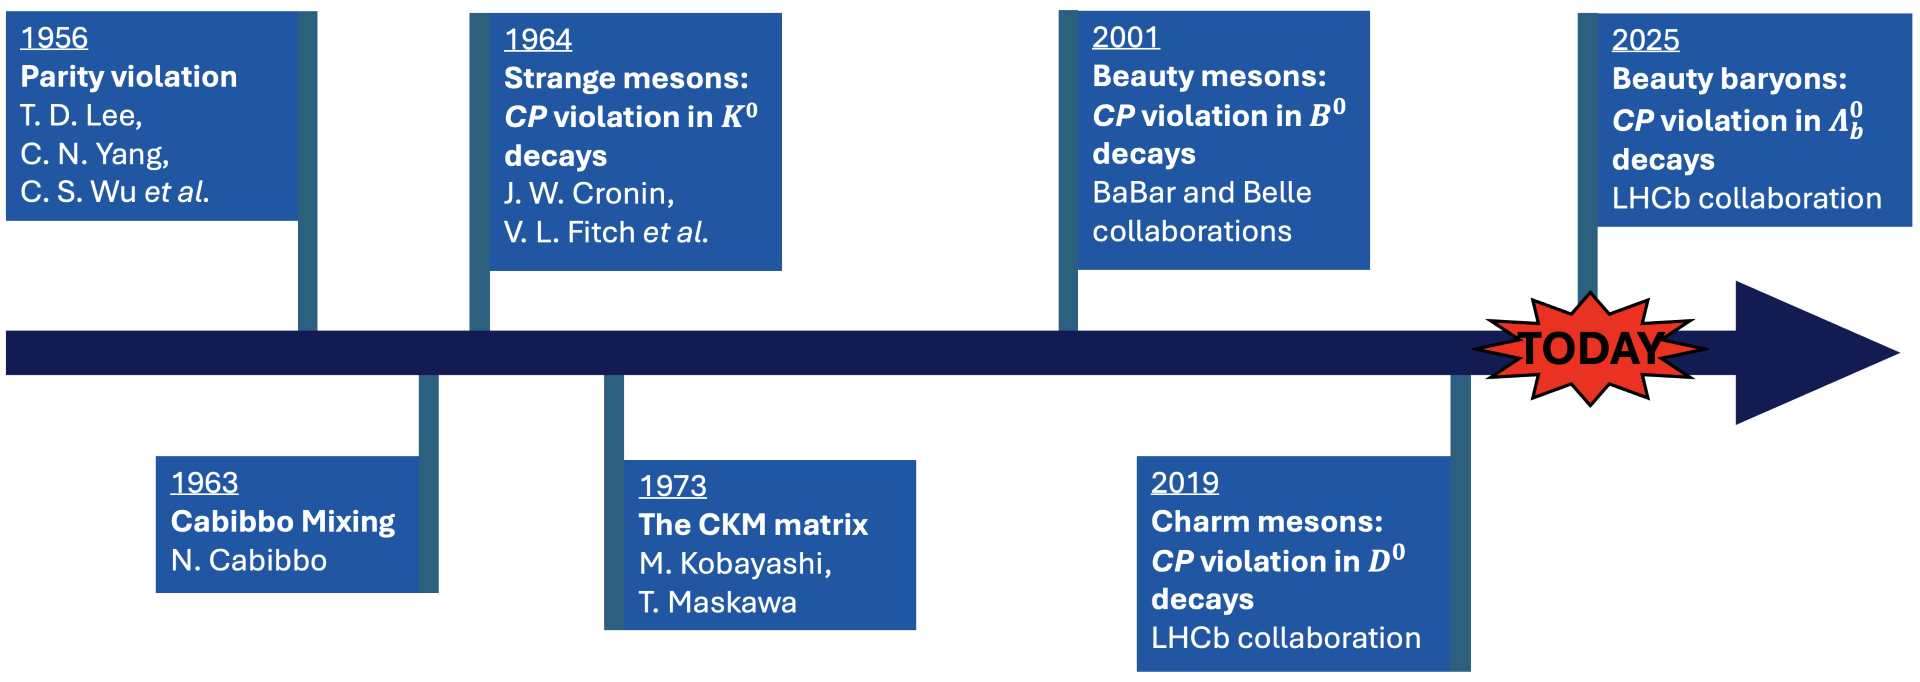 1956
Parity violation
T. D. Lee,
C. N. Yang,
C. S. Wu et al.
1964
Strange mesons:
CP violation in K⁰
decays
J. W. Cronin,
V. L. Fitch et al.
2001
Beauty mesons:
CP violation in B⁰
decays
BaBar and Belle
collaborations
2025
Beauty baryons:
CP violation in Λ⁰_b
decays
LHCb collaboration
TODAY
1963
Cabibbo Mixing
N. Cabibbo
1973
The CKM matrix
M. Kobayashi,
T. Maskawa
2019
Charm mesons:
CP violation in D⁰
decays
LHCb collaboration